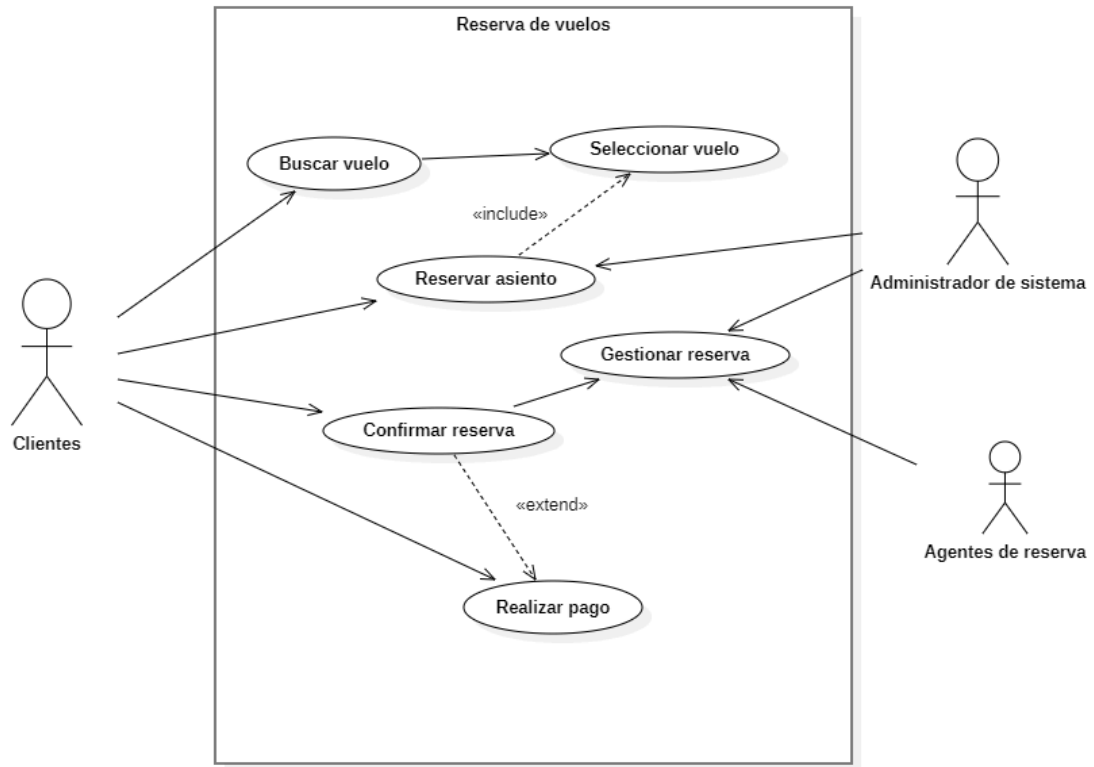 Reserva de vuelos
Buscar vuelo
Seleccionar vuelo
«include»
Reservar asiento
Administrador de sistema
Gestionar reserva
Clientes
Confirmar reserva
«extend»
Agentes de reserva
Realizar pago